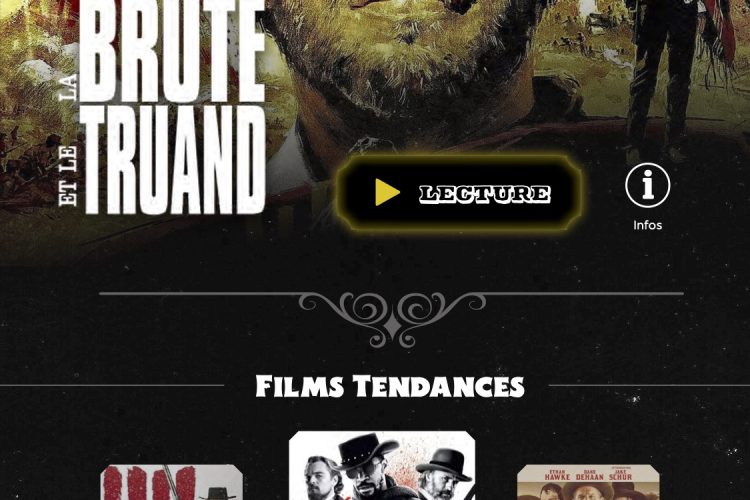 LA
BRUTE
ET LE
TRUAND
LECTURE
Infos
FILMS TENDANCES
ETHAN HAWKE
DANE DEHAAN
JAKE SCHUR